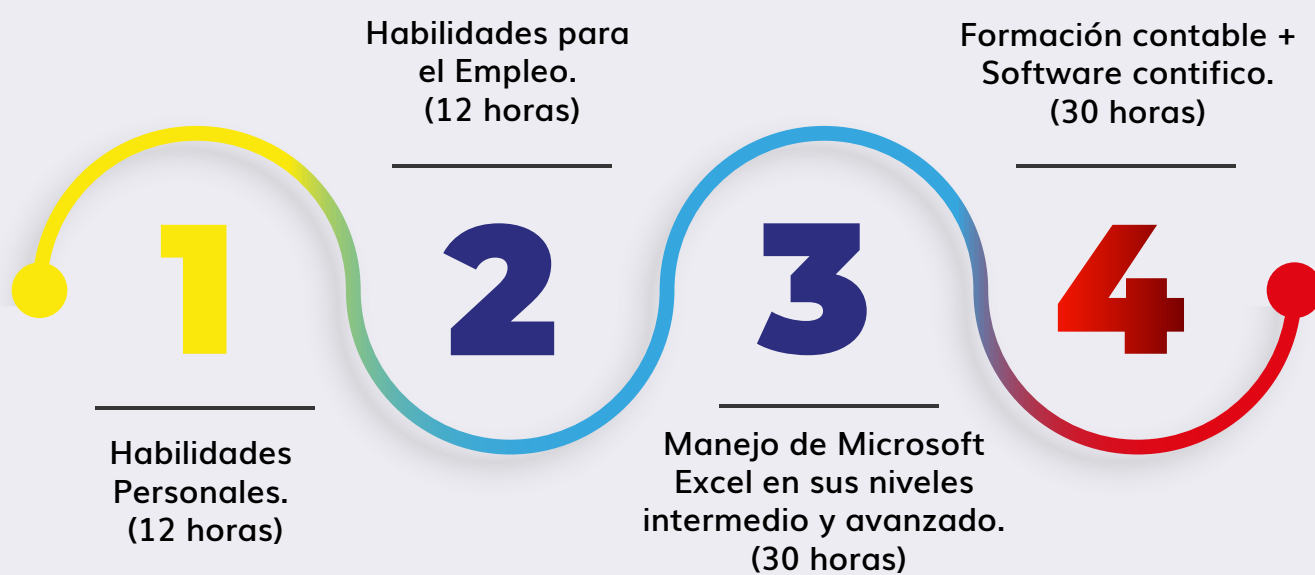 1
Habilidades
Personales.
(12 horas)
Habilidades para
el Empleo.
(12 horas)
2
3
Manejo de Microsoft
Excel en sus niveles
intermedio y avanzado.
(30 horas)
Formación contable +
Software contifico.
(30 horas)
4